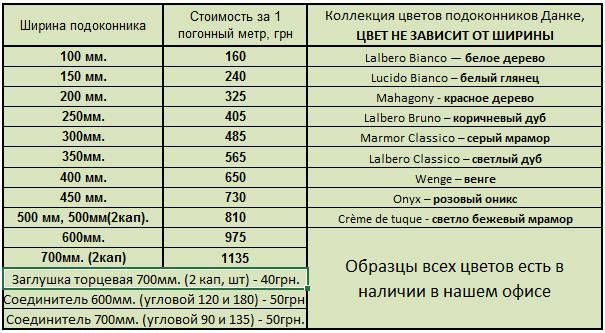 Ширина подоконника
Стоимость за 1
погонный метр, грн
Коллекция цветов подоконников Данке,
ЦВЕТ НЕ ЗАВИСИТ ОТ ШИРИНЫ
100 мм. 160 Lalbero Bianco — белое дерево
150 мм. 240 Lucido Bianco – белый глянец
200 мм. 325 Mahagony - красное дерево
250мм. 405 Lalbero Bruno – коричневый дуб
300мм. 485 Marmor Classico – серый мрамор
350мм. 565 Lalbero Classico – светлый дуб
400 мм. 650 Wenge – венге
450 мм. 730 Onyx – розовый оникс
500 мм, 500мм(2кап). 810 Crème de tuque - светло бежевый мрамор
600мм. 975
700мм. (2кап) 1135
Заглушка торцевая 700мм. (2 кап, шт) - 40грн.
Соединитель 600мм. (угловой 120 и 180) - 50грн
Соединитель 700мм. (угловой 90 и 135) - 50грн.
Образцы всех цветов есть в
наличии в нашем офисе